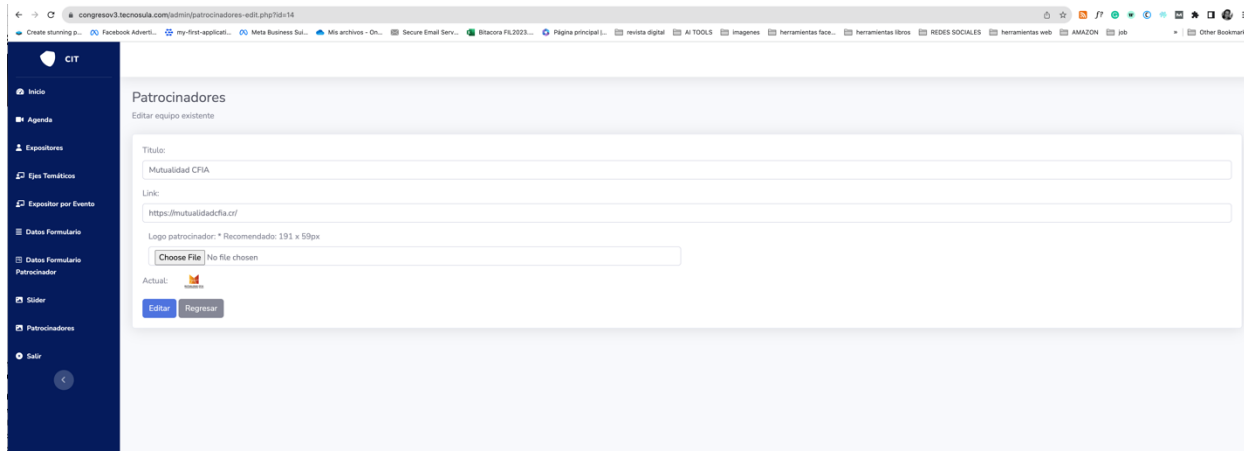 congresov3.tecnosula.com/admin/patrocinadores-edit.php?id=14
Create stunning p... Facebook Adverti... my-first-applicati... Meta Business Sui... Mis archivos - On... Secure Email Serv... Bitacora FIL2023.... Página principal |... revista digital AI TOOLS imagenes herramientas face... herramientas libros REDES SOCIALES herramientas web AMAZON job » Other Bookmark
CIT
Inicio
Agenda
Expositores
Ejes Temáticos
Expositor por Evento
Datos Formulario
Datos Formulario
Patrocinador
Slider
Patrocinadores
Salir
Patrocinadores
Editar equipo existente
Titulo:
Mutualidad CFIA
Link:
https://mutualidadcfia.cr/
Logo patrocinador: * Recomendado: 191 x 59px
Choose File No file chosen
Actual:
Editar Regresar